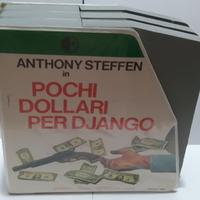 ANTHONY STEFFEN
in
POCHI
DOLLARI
PER DJANGO